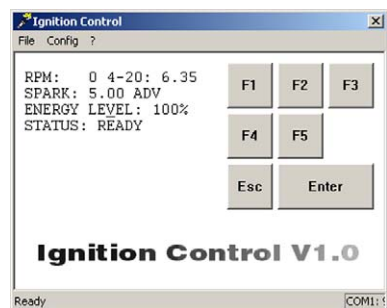 Ignition Control
File Config ?
RPM: 0 4-20: 6.35
SPARK: 5.00 ADV
ENERGY LEVEL: 100%
STATUS: READY
F1 F2 F3
F4 F5
Esc Enter
Ignition Control V1.0
Ready COM1: